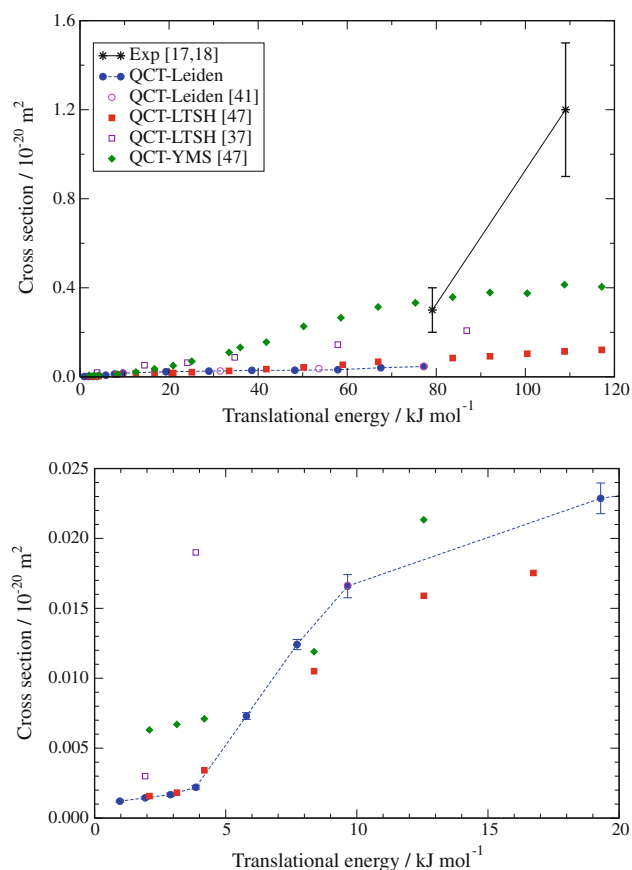 1.6
1.2
0.8
0.4
0.0
Cross section / 10⁻²⁰ m²
Exp [17,18]
QCT-Leiden
QCT-Leiden [41]
QCT-LTSH [47]
QCT-LTSH [37]
QCT-YMS [47]
0 20 40 60 80 100 120
Translational energy / kJ mol⁻¹
0.025
0.020
0.015
0.010
0.005
0.000
Cross section / 10⁻²⁰ m²
0 5 10 15 20
Translational energy / kJ mol⁻¹